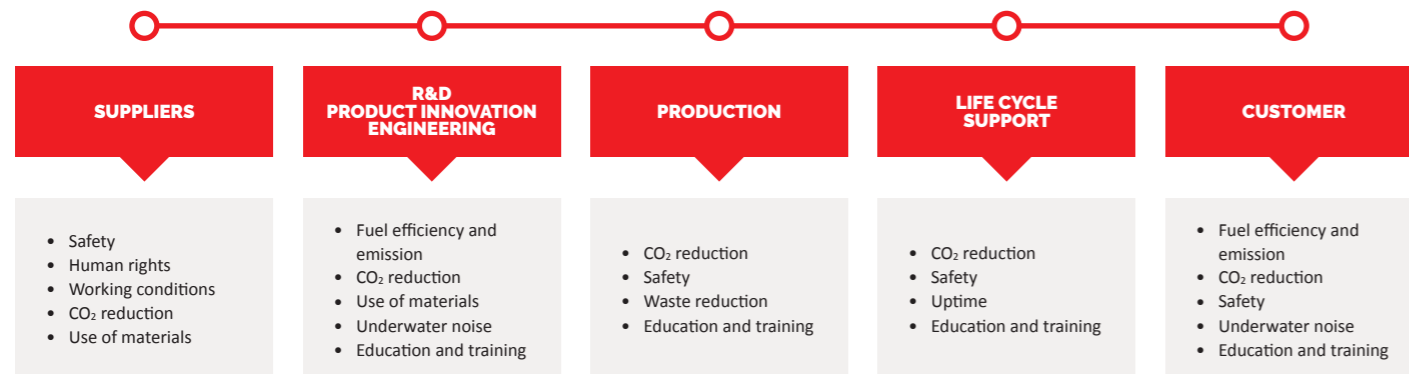 SUPPLIERS
• Safety
• Human rights
• Working conditions
• CO₂ reduction
• Use of materials
R&D
PRODUCT INNOVATION
ENGINEERING
• Fuel efficiency and
emission
• CO₂ reduction
• Use of materials
• Underwater noise
• Education and training
PRODUCTION
• CO₂ reduction
• Safety
• Waste reduction
• Education and training
LIFE CYCLE
SUPPORT
• CO₂ reduction
• Safety
• Uptime
• Education and training
CUSTOMER
• Fuel efficiency and
emission
• CO₂ reduction
• Safety
• Underwater noise
• Education and training